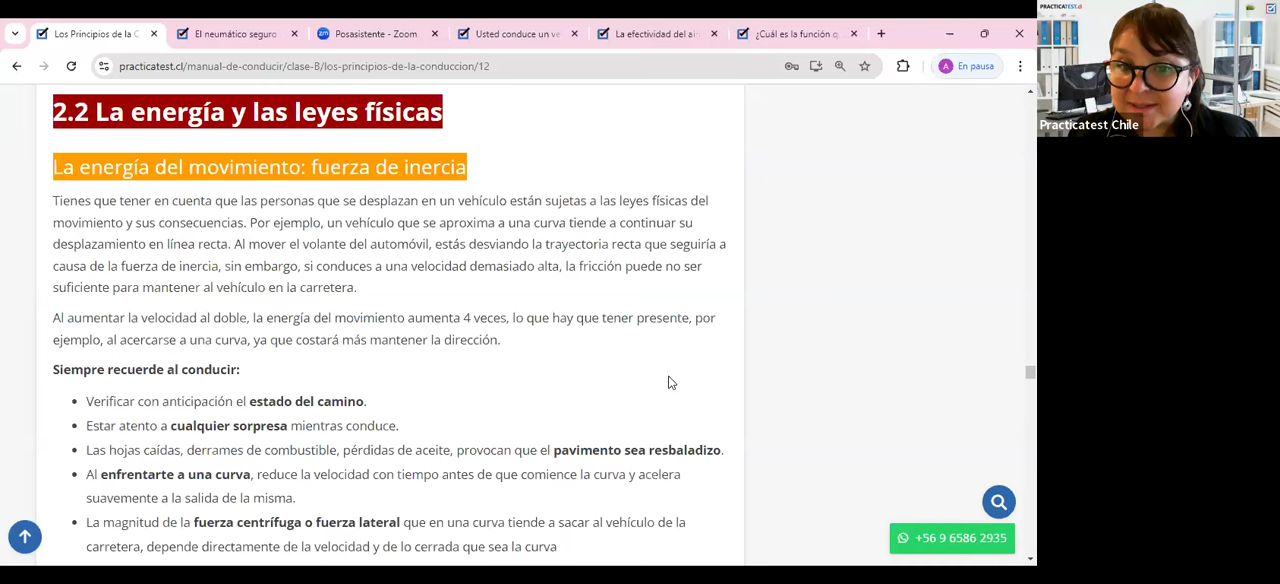 Los Principios de la C
El neumático seguro
Posasistente - Zoom
Usted conduce un ve
La efectividad del ai
¿Cuál es la función q
practicatest.cl/manual-de-conducir/clase-B/los-principios-de-la-conduccion/12
A
En pausa
PRACTICATEST.cl
Practicatest Chile
2.2 La energía y las leyes físicas
La energía del movimiento: fuerza de inercia
Tienes que tener en cuenta que las personas que se desplazan en un vehículo están sujetas a las leyes físicas del
movimiento y sus consecuencias. Por ejemplo, un vehículo que se aproxima a una curva tiende a continuar su
desplazamiento en línea recta. Al mover el volante del automóvil, estás desviando la trayectoria recta que seguiría a
causa de la fuerza de inercia, sin embargo, si conduces a una velocidad demasiado alta, la fricción puede no ser
suficiente para mantener al vehículo en la carretera.
Al aumentar la velocidad al doble, la energía del movimiento aumenta 4 veces, lo que hay que tener presente, por
ejemplo, al acercarse a una curva, ya que costará más mantener la dirección.
Siempre recuerde al conducir:
Verificar con anticipación el estado del camino.
Estar atento a cualquier sorpresa mientras conduce.
Las hojas caídas, derrames de combustible, pérdidas de aceite, provocan que el pavimento sea resbaladizo.
Al enfrentarte a una curva, reduce la velocidad con tiempo antes de que comience la curva y acelera
suavemente a la salida de la misma.
La magnitud de la fuerza centrífuga o fuerza lateral que en una curva tiende a sacar al vehículo de la
carretera, depende directamente de la velocidad y de lo cerrada que sea la curva
+56 9 6586 2935